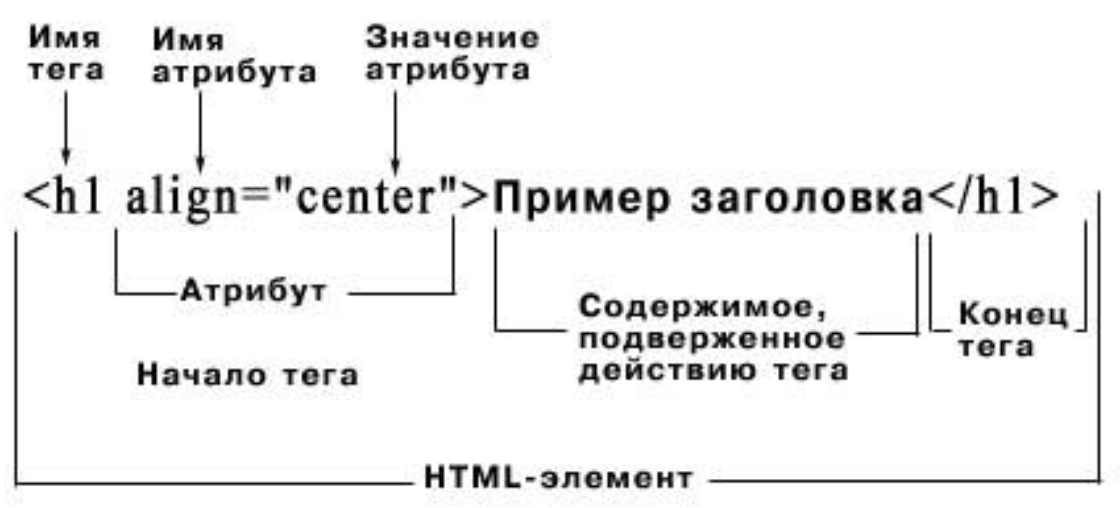 Имя
тега
Имя
атрибута
Значение
атрибута
<h1 align="center">Пример заголовка</h1>
Атрибут
Содержимое,
подверженное
действию тега
Конец
тега
Начало тега
HTML-элемент